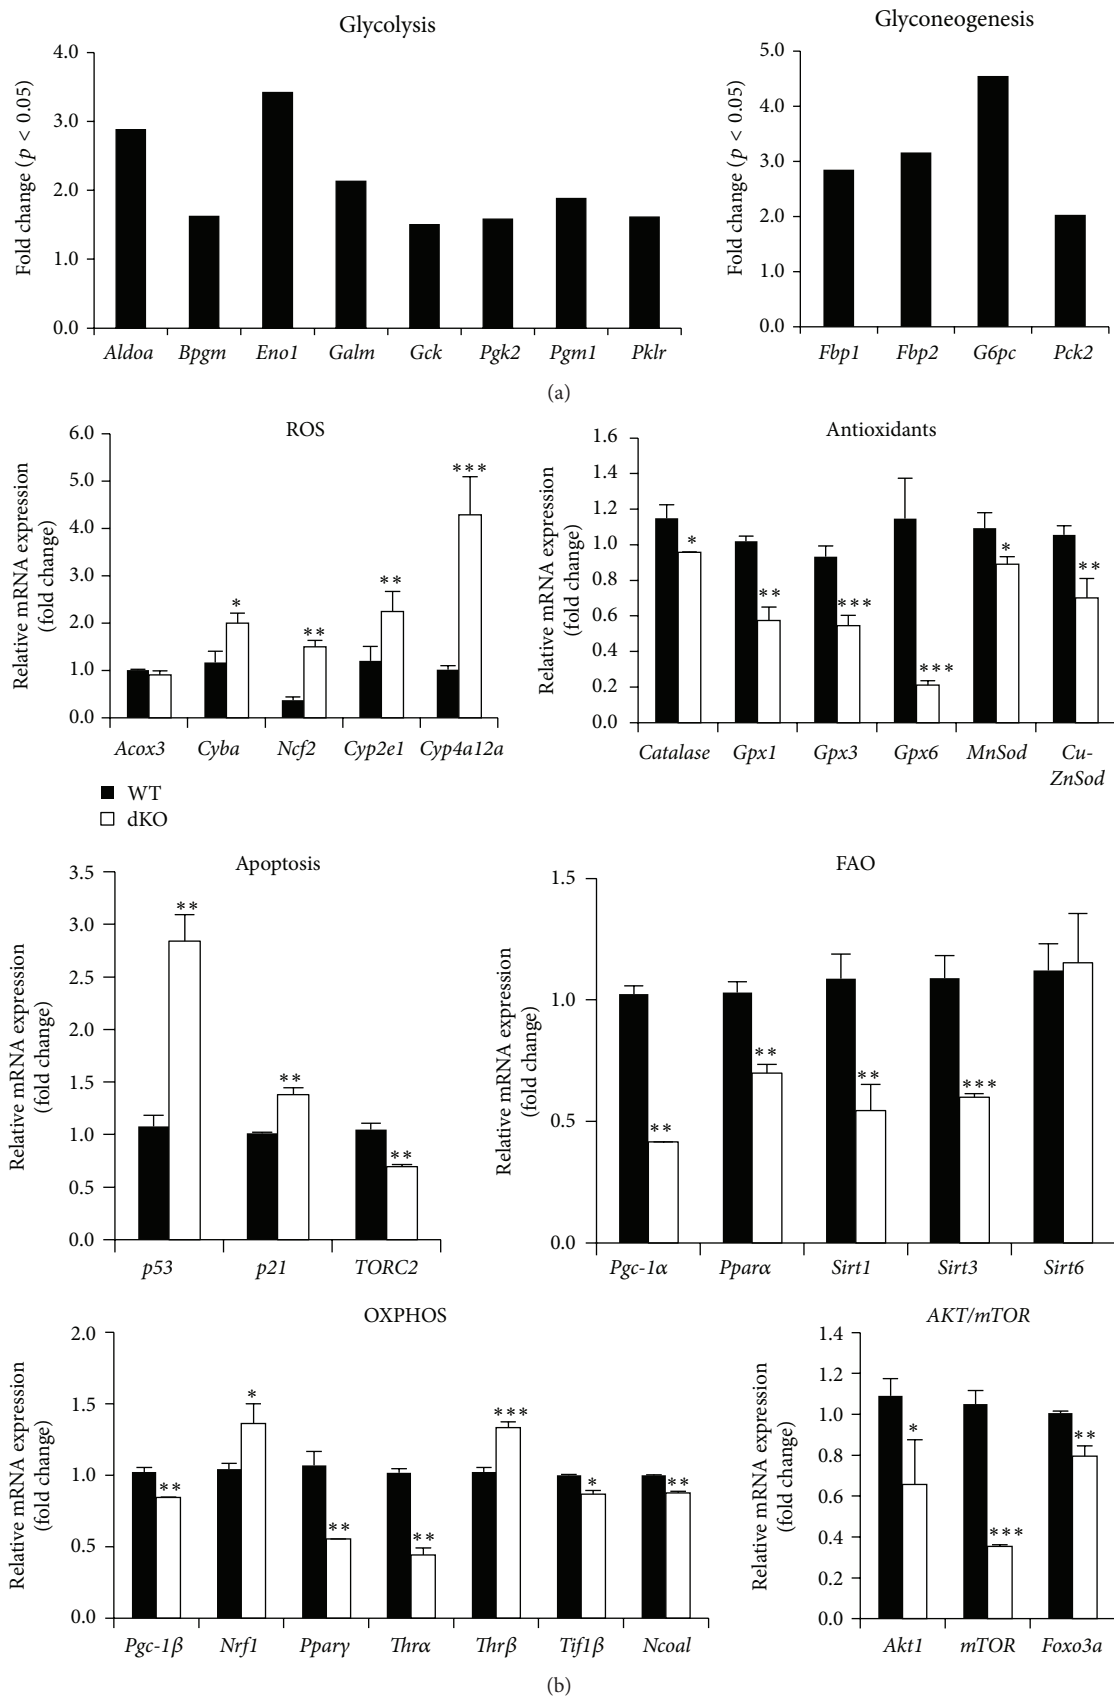 Glycolysis
Fold change (p < 0.05)
4.0
3.0
2.0
1.0
0.0
Aldoa Bpgm Eno1 Galm Gck Pgk2 Pgm1 Pklr
Glyconeogenesis
Fold change (p < 0.05)
5.0
4.0
3.0
2.0
1.0
0.0
Fbp1 Fbp2 G6pc Pck2
(a)
ROS
Relative mRNA expression
(fold change)
6.0
5.0
4.0
3.0
2.0
1.0
0.0
* ** ** ***
Acox3 Cyba Ncf2 Cyp2e1 Cyp4a12a
WT
dKO
Antioxidants
Relative mRNA expression
(fold change)
1.6
1.4
1.2
1.0
0.8
0.6
0.4
0.2
0.0
* ** *** *** * **
Catalase Gpx1 Gpx3 Gpx6 MnSod Cu-
ZnSod
Apoptosis
Relative mRNA expression
(fold change)
3.5
3.0
2.5
2.0
1.5
1.0
0.5
0.0
** ** **
p53 p21 TORC2
FAO
Relative mRNA expression
(fold change)
1.5
1.0
0.5
0.0
** ** ** ***
Pgc-1α Pparα Sirt1 Sirt3 Sirt6
OXPHOS
Relative mRNA expression
(fold change)
2.0
1.5
1.0
0.5
0.0
** * ** ** *** * **
Pgc-1β Nrf1 Pparγ Thrα Thrβ Tif1β Ncoal
AKT/mTOR
Relative mRNA expression
(fold change)
1.4
1.2
1.0
0.8
0.6
0.4
0.2
0.0
* *** **
Akt1 mTOR Foxo3a
(b)